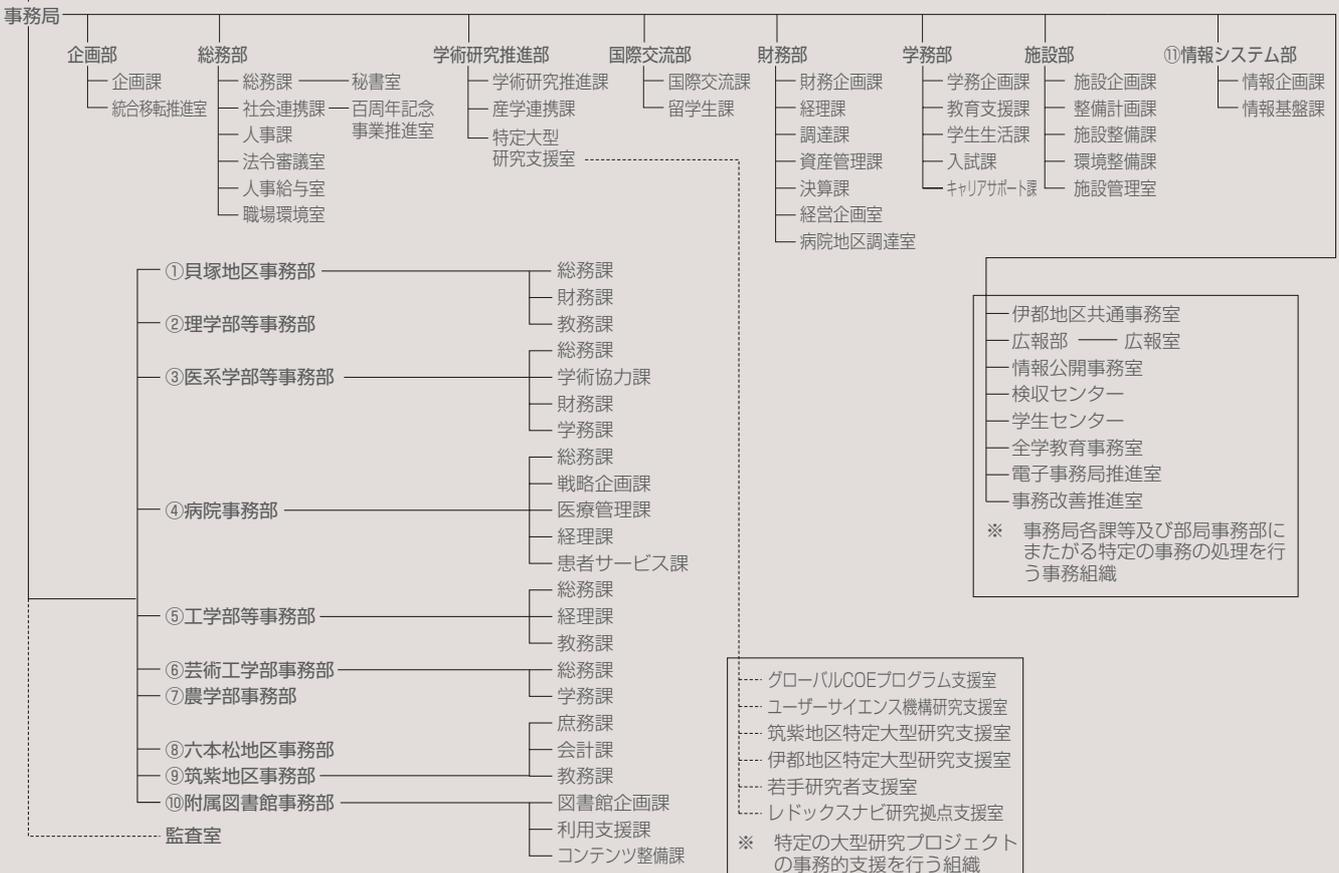 事務局
企画部
企画課
統合移転推進室
総務部
総務課
秘書室
社会連携課
百周年記念
事業推進室
人事課
法令審議室
人事給与室
職場環境室
学術研究推進部
学術研究推進課
産学連携課
特定大型
研究支援室
国際交流部
国際交流課
留学生課
財務部
財務企画課
経理課
調達課
資産管理課
決算課
経営企画室
病院地区調達室
学務部
学務企画課
教育支援課
学生生活課
入試課
キャリアサポート課
施設部
施設企画課
整備計画課
施設整備課
環境整備課
施設管理室
⑪情報システム部
情報企画課
情報基盤課
①貝塚地区事務部
総務課
財務課
教務課
②理学部等事務部
③医系学部等事務部
総務課
学術協力課
財務課
学務課
④病院事務部
総務課
戦略企画課
医療管理課
経理課
患者サービス課
⑤工学部等事務部
総務課
経理課
教務課
⑥芸術工学部事務部
総務課
学務課
⑦農学部事務部
⑧六本松地区事務部
⑨筑紫地区事務部
庶務課
会計課
教務課
⑩附属図書館事務部
図書館企画課
利用支援課
コンテンツ整備課
監査室
伊都地区共通事務室
広報部
広報室
情報公開事務室
検収センター
学生センター
全学教育事務室
電子事務局推進室
事務改善推進室
※ 事務局各課等及び部局事務部に
またがる特定の事務の処理を行
う事務組織
グローバルCOEプログラム支援室
ユーザーサイエンス機構研究支援室
筑紫地区特定大型研究支援室
伊都地区特定大型研究支援室
若手研究者支援室
レドックスナビ研究拠点支援室
※ 特定の大型研究プロジェクト
の事務的支援を行う組織